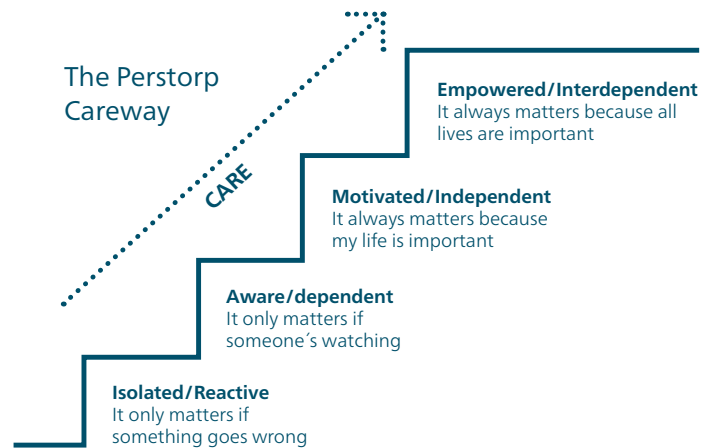 The Perstorp
Careway
CARE
Empowered/Interdependent
It always matters because all
lives are important
Motivated/Independent
It always matters because
my life is important
Aware/dependent
It only matters if
someone´s watching
Isolated/Reactive
It only matters if
something goes wrong